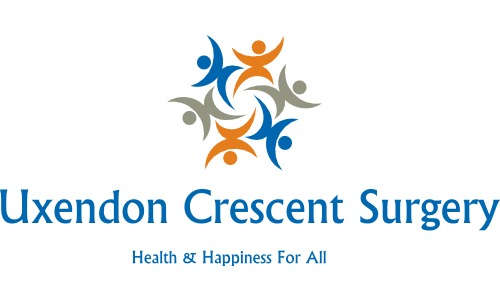 Uxendon Crescent Surgery
Health & Happiness For All